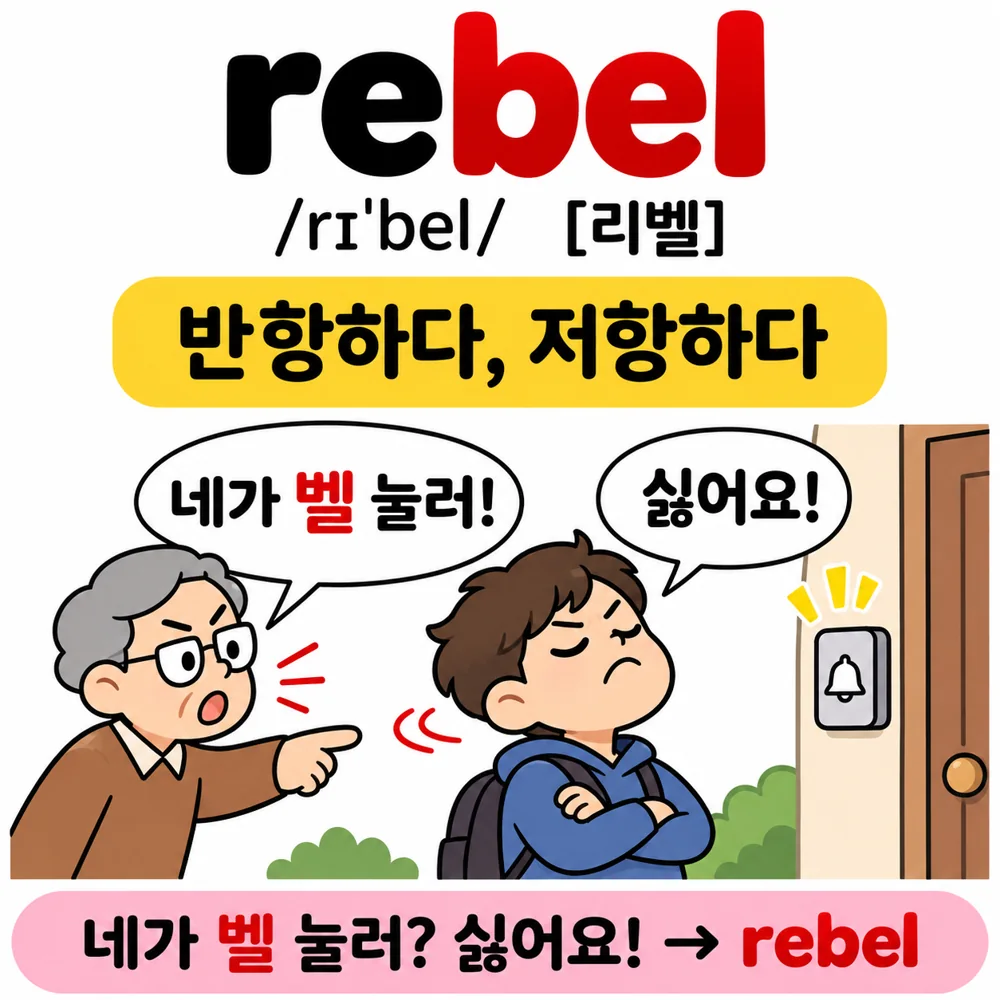 rebel
/rɪˈbel/ [리벨]
반항하다, 저항하다
네가 벨 눌러!
싫어요!
네가 벨 눌러? 싫어요! → rebel